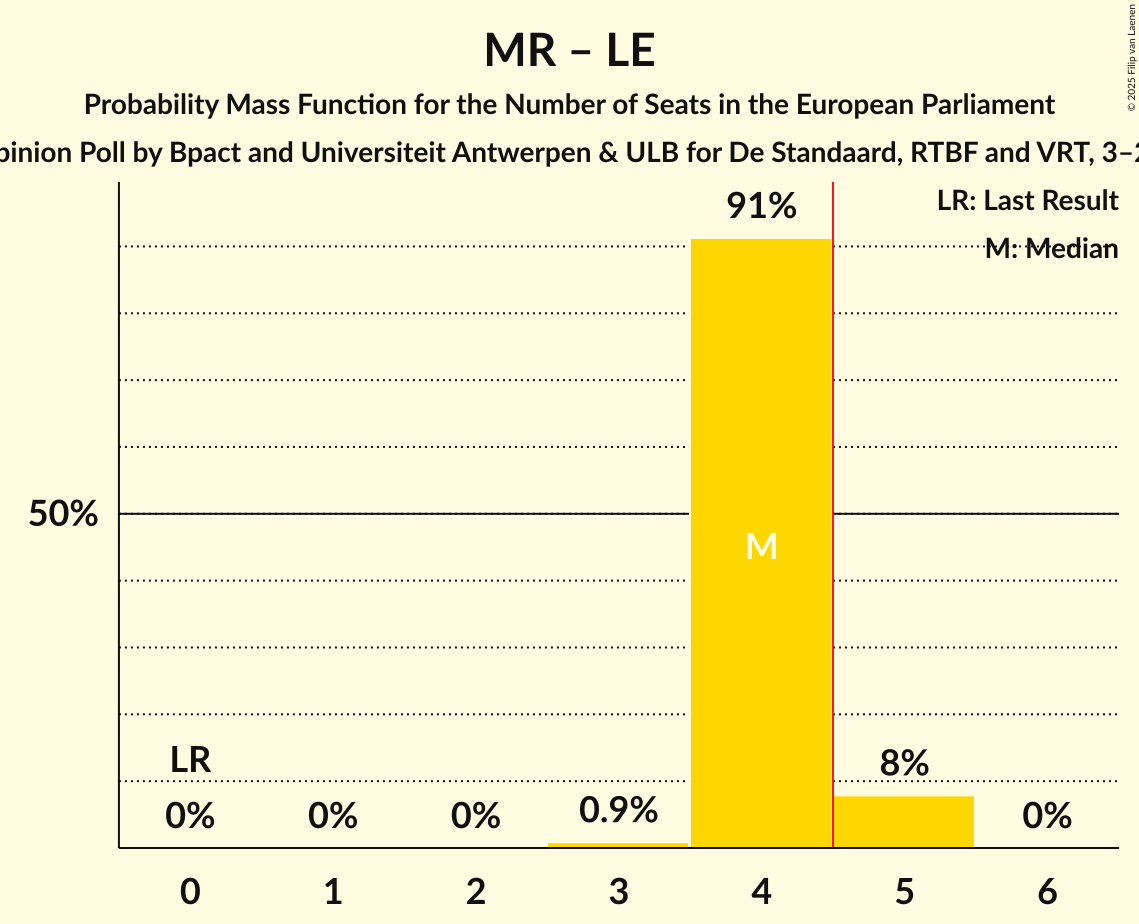 MR – LE
Probability Mass Function for the Number of Seats in the European Parliament
pinion Poll by Bpact and Universiteit Antwerpen & ULB for De Standaard, RTBF and VRT, 3–2
© 2025 Filip van Laenen
LR: Last Result
M: Median
91%
50%
M
LR
0%
0%
0%
0.9%
8%
0%
0
1
2
3
4
5
6